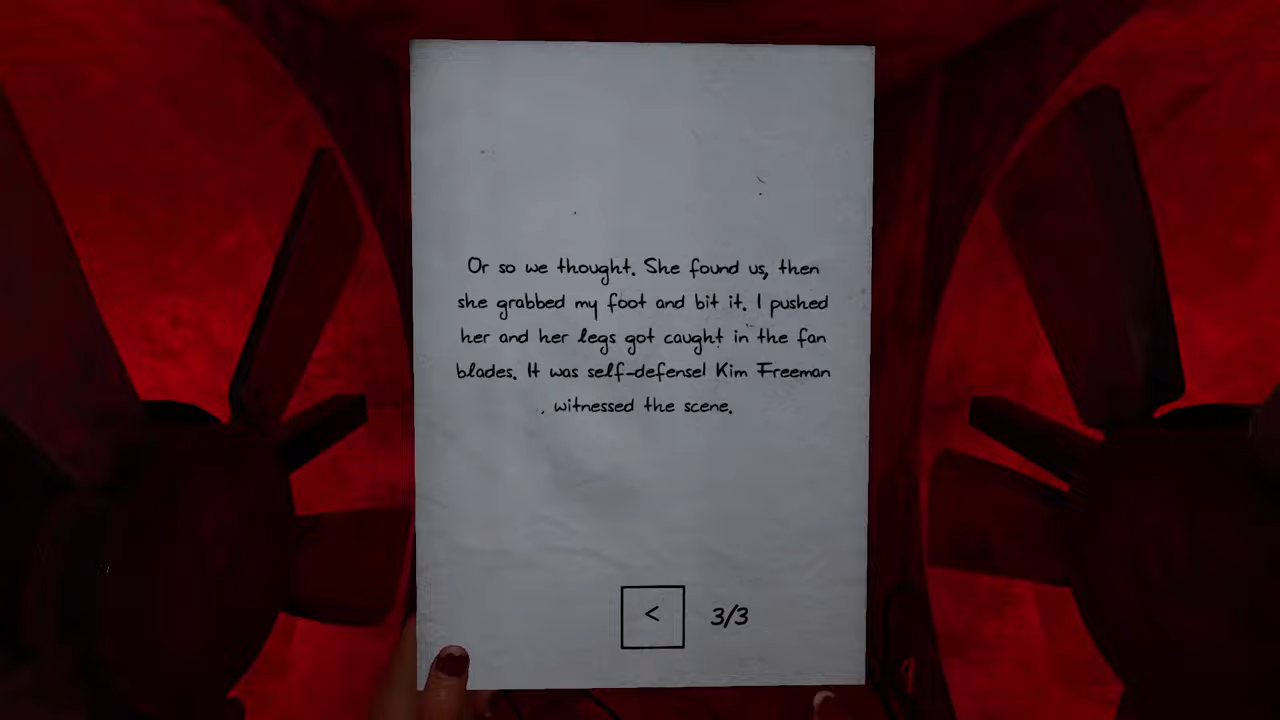 Or so we thought. She found us, then
she grabbed my foot and bit it. I pushed
her and her legs got caught in the fan
blades. It was self-defense! Kim Freeman
, witnessed the scene.
< 3/3